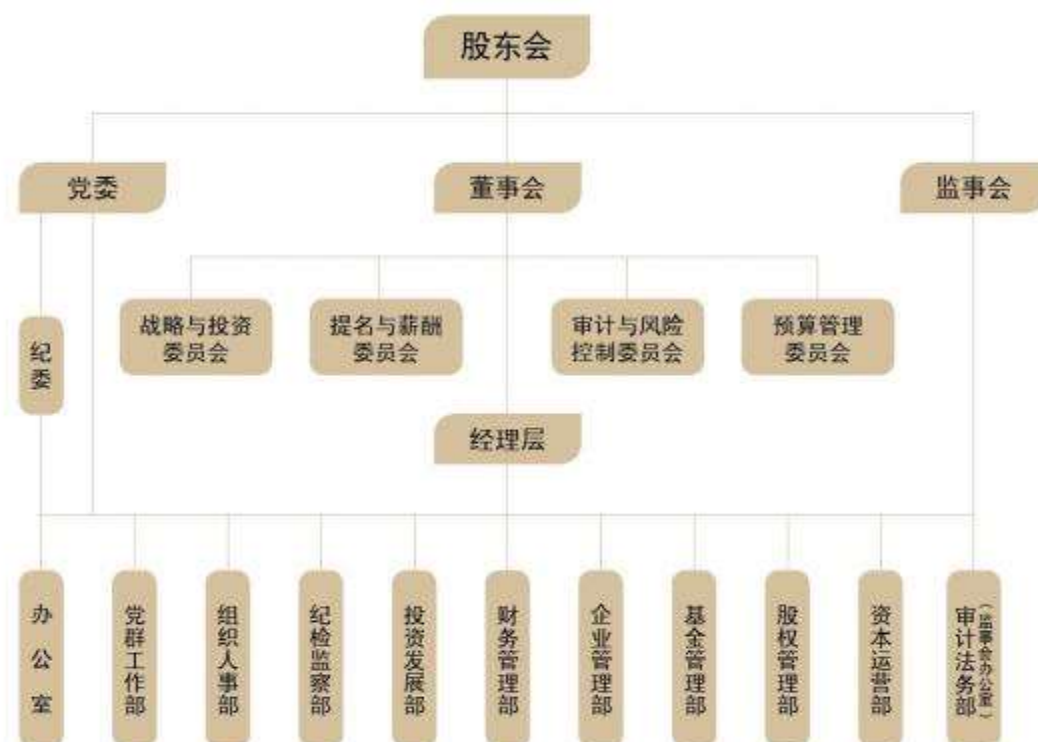 股东会
党委
董事会
监事会
战略与投资
委员会
提名与薪酬
委员会
审计与风险
控制委员会
预算管理
委员会
纪委
经理层
办公室
党群工作部
组织人事部
纪检监察部
投资发展部
财务管理部
企业管理部
基金管理部
股权管理部
资本运营部
审计法务部
(监事会办公室)